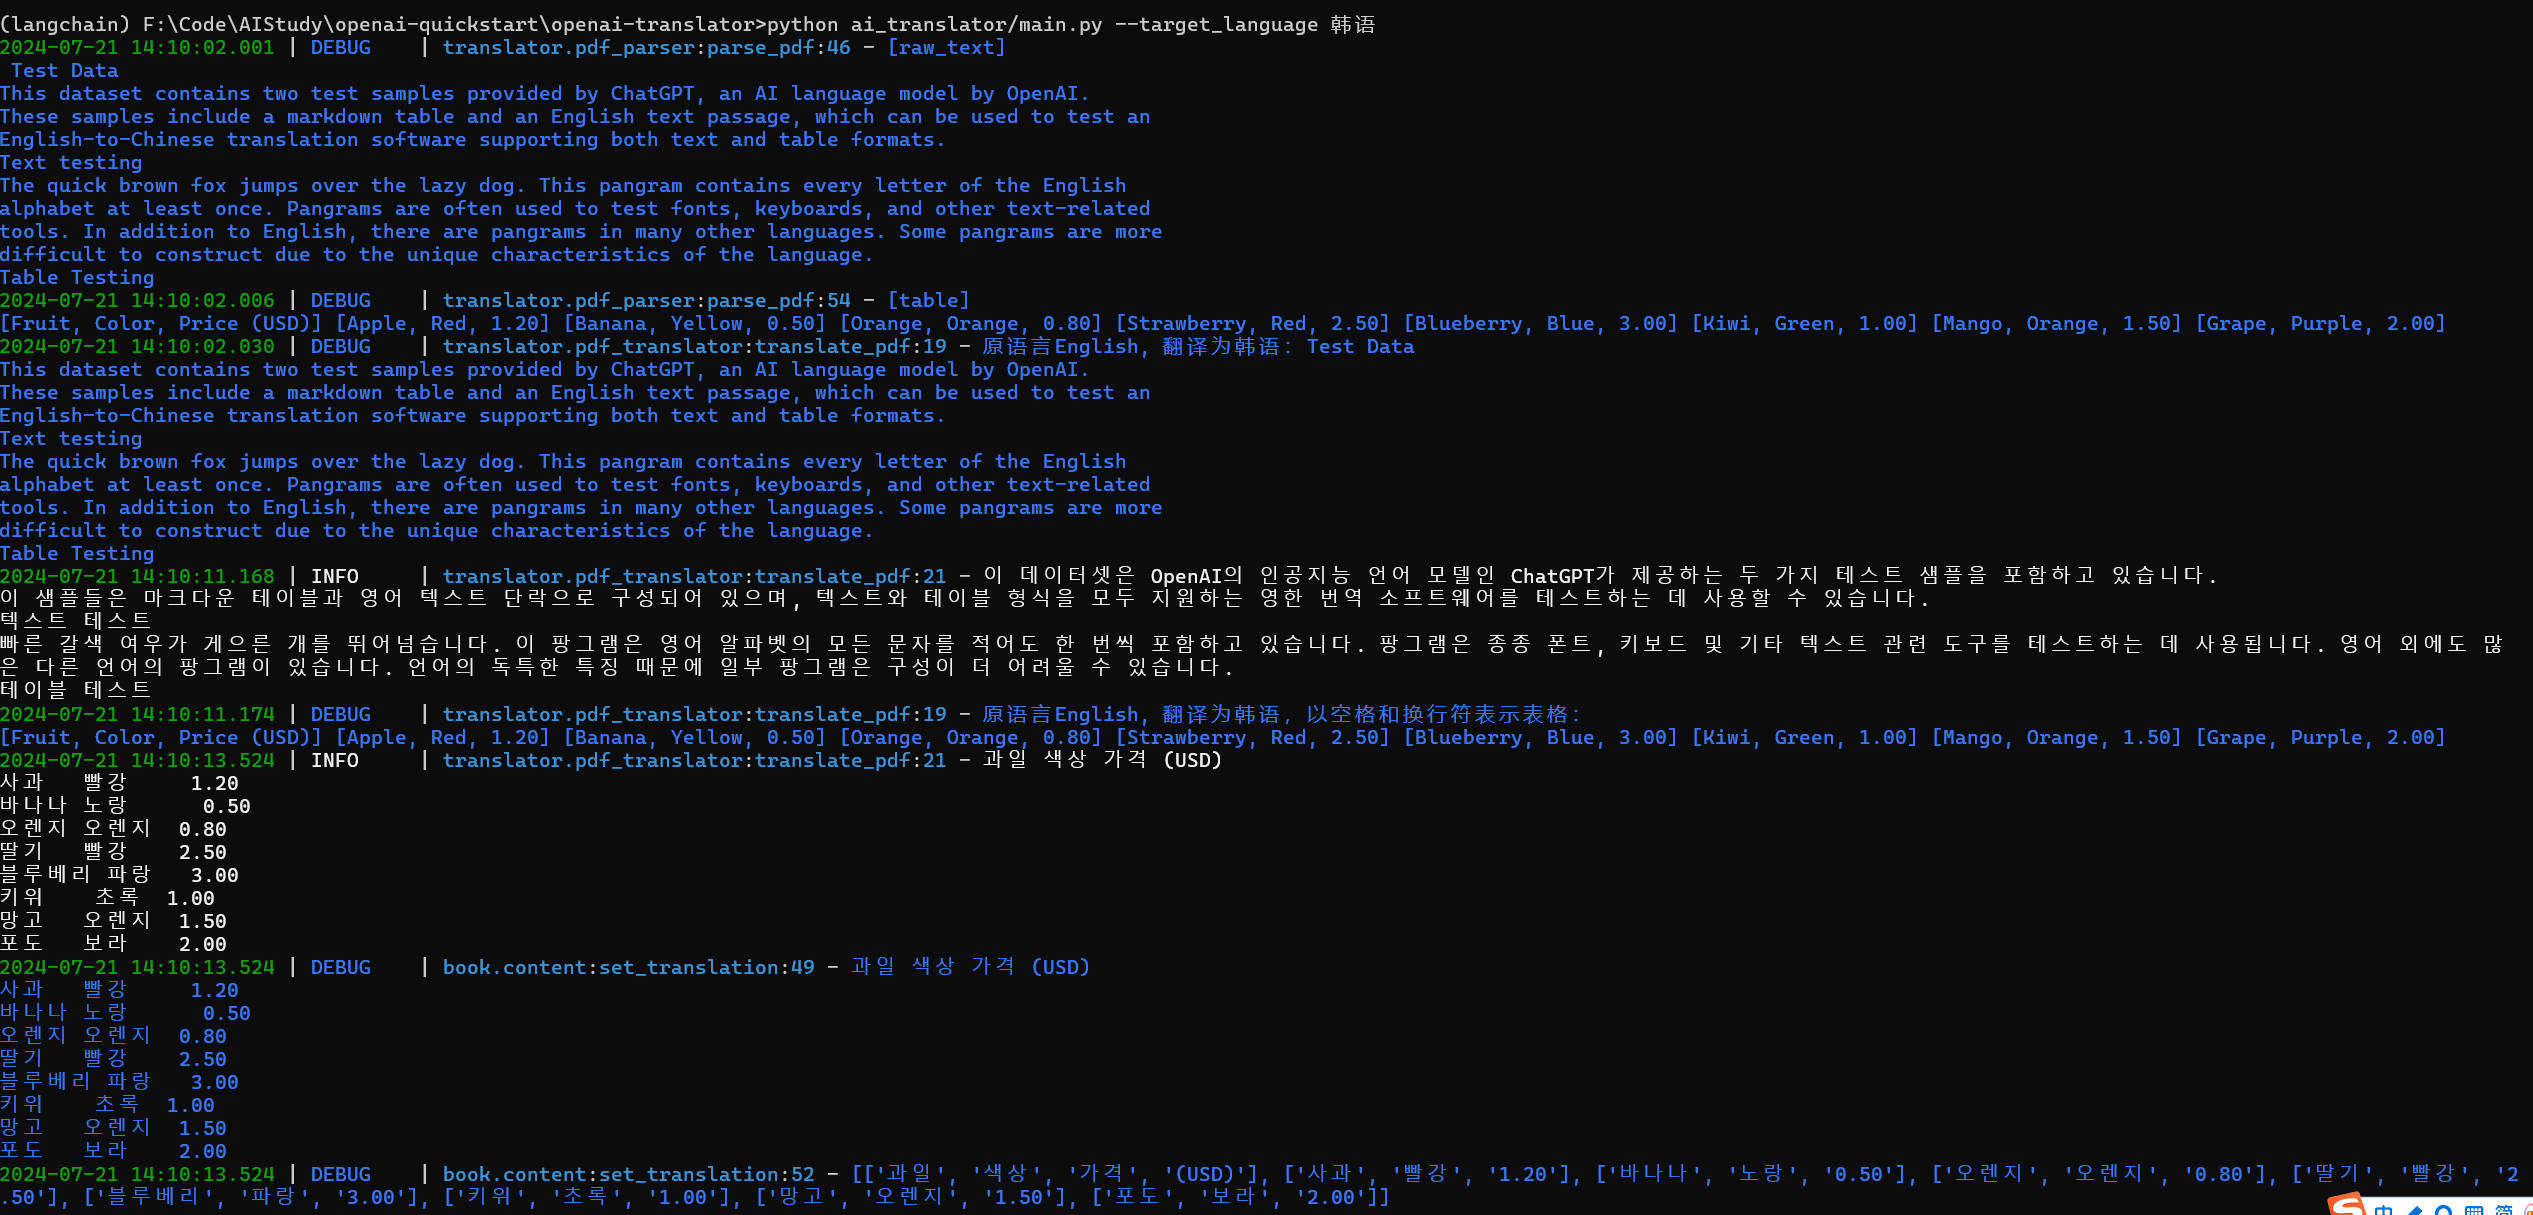 (langchain) F:\Code\AIStudy\openai-quickstart\openai-translator>python ai_translator/main.py --target_language 韩语
2024-07-21 14:10:02.001 | DEBUG    | translator.pdf_parser:parse_pdf:46 - [raw_text]
 Test Data
This dataset contains two test samples provided by ChatGPT, an AI language model by OpenAI.
These samples include a markdown table and an English text passage, which can be used to test an
English-to-Chinese translation software supporting both text and table formats.
Text testing
The quick brown fox jumps over the lazy dog. This pangram contains every letter of the English
alphabet at least once. Pangrams are often used to test fonts, keyboards, and other text-related
tools. In addition to English, there are pangrams in many other languages. Some pangrams are more
difficult to construct due to the unique characteristics of the language.
Table Testing
2024-07-21 14:10:02.006 | DEBUG    | translator.pdf_parser:parse_pdf:54 - [table]
[Fruit, Color, Price (USD)] [Apple, Red, 1.20] [Banana, Yellow, 0.50] [Orange, Orange, 0.80] [Strawberry, Red, 2.50] [Blueberry, Blue, 3.00] [Kiwi, Green, 1.00] [Mango, Orange, 1.50] [Grape, Purple, 2.00]
2024-07-21 14:10:02.030 | DEBUG    | translator.pdf_translator:translate_pdf:19 - 原语言English, 翻译为韩语: Test Data
This dataset contains two test samples provided by ChatGPT, an AI language model by OpenAI.
These samples include a markdown table and an English text passage, which can be used to test an
English-to-Chinese translation software supporting both text and table formats.
Text testing
The quick brown fox jumps over the lazy dog. This pangram contains every letter of the English
alphabet at least once. Pangrams are often used to test fonts, keyboards, and other text-related
tools. In addition to English, there are pangrams in many other languages. Some pangrams are more
difficult to construct due to the unique characteristics of the language.
Table Testing
2024-07-21 14:10:11.168 | INFO     | translator.pdf_translator:translate_pdf:21 - 이 데이터셋은 OpenAI의 인공지능 언어 모델인 ChatGPT가 제공하는 두 가지 테스트 샘플을 포함하고 있습니다.
이 샘플들은 마크다운 테이블과 영어 텍스트 단락으로 구성되어 있으며, 텍스트와 테이블 형식을 모두 지원하는 영한 번역 소프트웨어를 테스트하는 데 사용할 수 있습니다.
텍스트 테스트
빠른 갈색 여우가 게으른 개를 뛰어넘습니다. 이 팡그램은 영어 알파벳의 모든 문자를 적어도 한 번씩 포함하고 있습니다. 팡그램은 종종 폰트, 키보드 및 기타 텍스트 관련 도구를 테스트하는 데 사용됩니다. 영어 외에도 많
은 다른 언어의 팡그램이 있습니다. 언어의 독특한 특징 때문에 일부 팡그램은 구성이 더 어려울 수 있습니다.
테이블 테스트
2024-07-21 14:10:11.174 | DEBUG    | translator.pdf_translator:translate_pdf:19 - 原语言English, 翻译为韩语, 以空格和换行符表示表格:
[Fruit, Color, Price (USD)] [Apple, Red, 1.20] [Banana, Yellow, 0.50] [Orange, Orange, 0.80] [Strawberry, Red, 2.50] [Blueberry, Blue, 3.00] [Kiwi, Green, 1.00] [Mango, Orange, 1.50] [Grape, Purple, 2.00]
2024-07-21 14:10:13.524 | INFO     | translator.pdf_translator:translate_pdf:21 - 과일 색상 가격 (USD)
사과   빨강     1.20
바나나 노랑      0.50
오렌지 오렌지  0.80
딸기   빨강    2.50
블루베리 파랑   3.00
키위    초록  1.00
망고   오렌지  1.50
포도   보라    2.00
2024-07-21 14:10:13.524 | DEBUG    | book.content:set_translation:49 - 과일 색상 가격 (USD)
사과   빨강     1.20
바나나 노랑      0.50
오렌지 오렌지  0.80
딸기   빨강    2.50
블루베리 파랑   3.00
키위    초록  1.00
망고   오렌지  1.50
포도   보라    2.00
2024-07-21 14:10:13.524 | DEBUG    | book.content:set_translation:52 - [['과일', '색상', '가격', '(USD)'], ['사과', '빨강', '1.20'], ['바나나', '노랑', '0.50'], ['오렌지', '오렌지', '0.80'], ['딸기', '빨강', '2
.50'], ['블루베리', '파랑', '3.00'], ['키위', '초록', '1.00'], ['망고', '오렌지', '1.50'], ['포도', '보라', '2.00']]